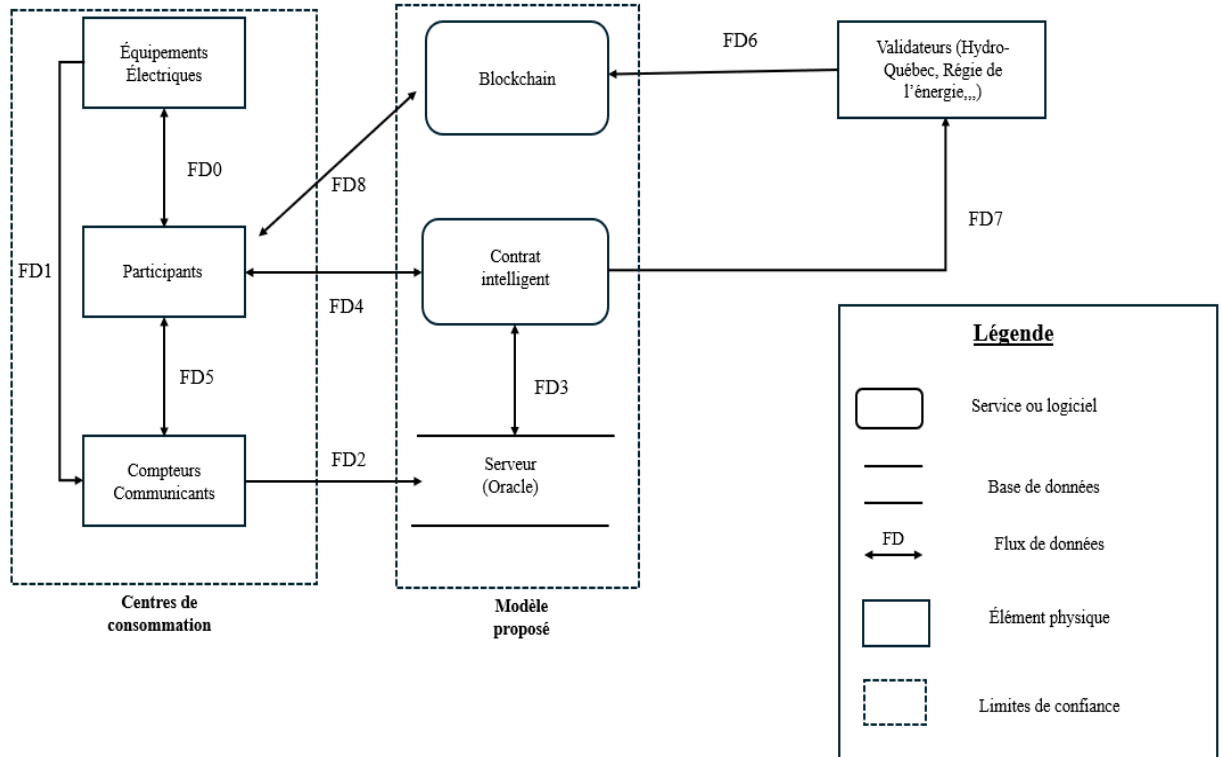 Équipements
Électriques
FD0
FD1
Participants
FD5
Compteurs
Communicants
Centres de
consommation
FD8
FD4
FD2
Blockchain
Contrat
intelligent
FD3
Serveur
(Oracle)
Modèle
proposé
FD6
Validateurs (Hydro-
Québec, Régie de
l’énergie,,,)
FD7
Légende
Service ou logiciel
Base de données
FD
Flux de données
Élément physique
Limites de confiance